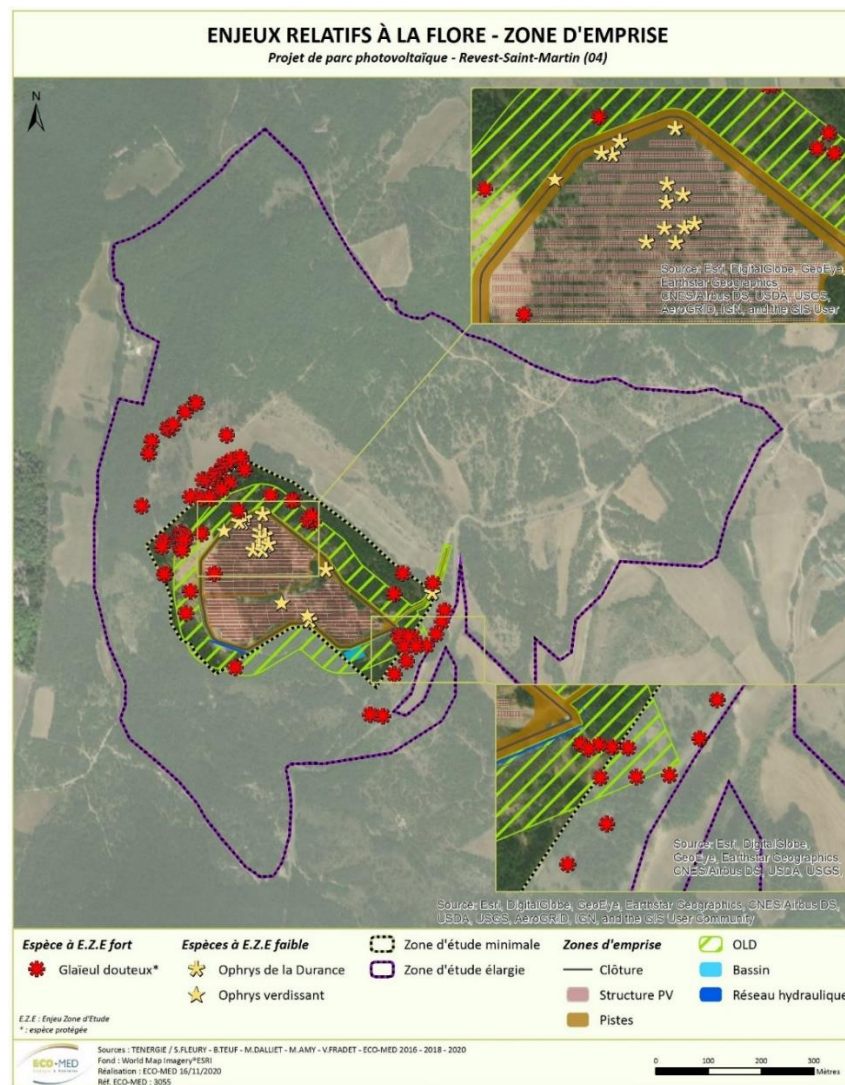 ENJEUX RELATIFS À LA FLORE - ZONE D'EMPRISE
Projet de parc photovoltaïque - Revest-Saint-Martin (04)
N
Source: Esri, DigitalGlobe, GeoEye,
Earthstar Geographics,
CNES/Airbus DS, USDA, USGS,
AeroGRID, IGN, and the GIS User
Source: Esri, DigitalGlobe,
GeoEye, Earthstar Geographics,
CNES/Airbus DS, USDA, USGS,
Source: Esri, DigitalGlobe, GeoEye, Earthstar Geographics, CNES/Airbus DS,
USDA, USGS, AeroGRID, IGN, and the GIS User Community
Espèce à E.Z.E fort
Glaïeul douteux*
E.Z.E : Enjeu Zone d'Etude
* : espèce protégée
Espèces à E.Z.E faible
Ophrys de la Durance
Ophrys verdissant
Zone d'étude minimale
Zone d'étude élargie
Zones d'emprise
Clôture
Structure PV
Pistes
OLD
Bassin
Réseau hydraulique
ECO-MED
Sources : TENERGIE / S.FLEURY - B.TEUF - M.DALLIET - M.AMY - V.FRADET - ECO-MED 2016 - 2018 - 2020
Fond : World Map Imagery®ESRI
Réalisation : ECO-MED 16/11/2020
Réf. ECO-MED : 3055
0 100 200 300
Mètres